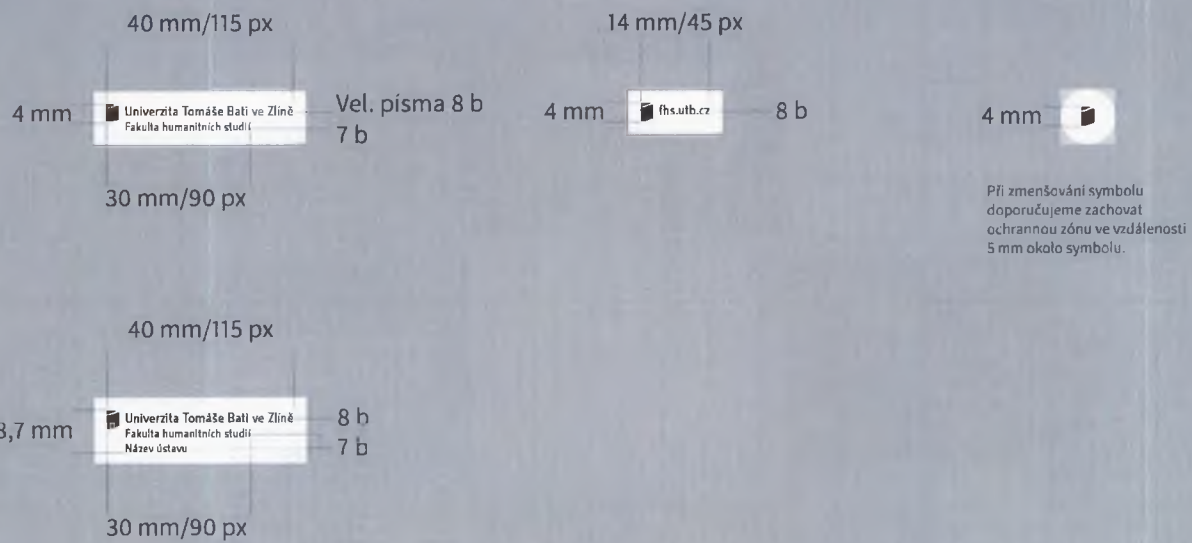 40 mm/115 px
4 mm
Univerzita Tomáše Bati ve Zlíně
Fakulta humanitních studií
Vel. písma 8 b
7 b
30 mm/90 px
14 mm/45 px
4 mm
fhs.utb.cz
8 b
4 mm
Při zmenšování symbolu
doporučujeme zachovat
ochrannou zónu ve vzdálenosti
5 mm okolo symbolu.
40 mm/115 px
8,7 mm
Univerzita Tomáše Bati ve Zlíně
Fakulta humanitních studií
Název ústavu
8 b
7 b
30 mm/90 px